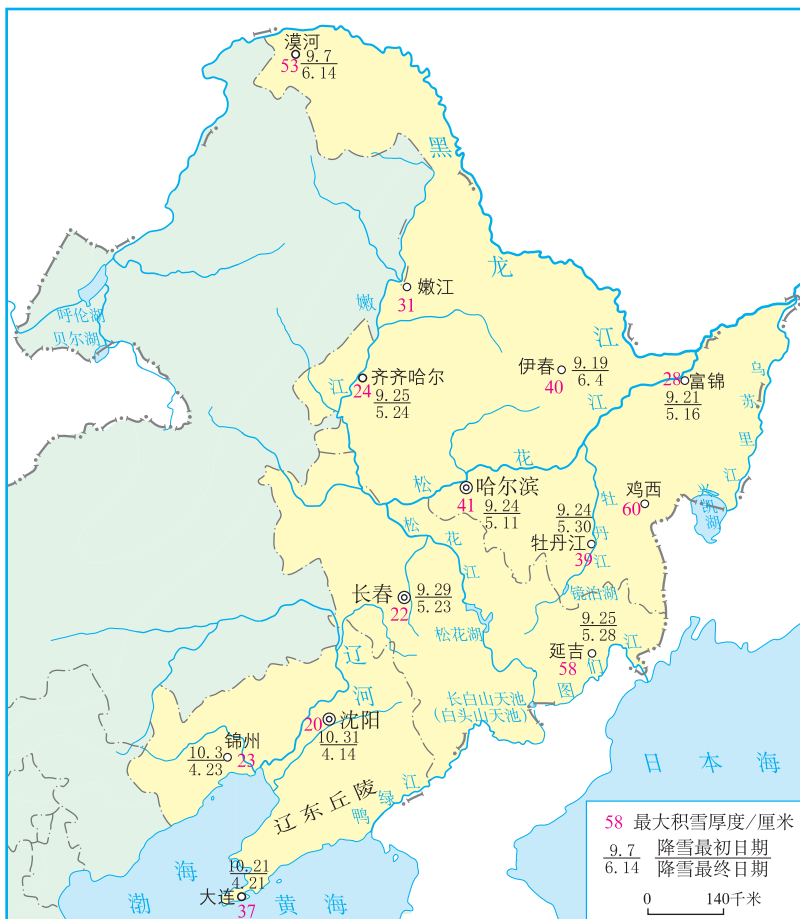 漠河
53
9.7
6.14
黑
龙
江
嫩江
31
嫩
江
呼伦湖
贝尔湖
齐齐哈尔
24
9.25
5.24
伊春
40
9.19
6.4
28
富锦
9.21
5.16
乌
苏
里
江
松
花
江
哈尔滨
41
9.24
5.11
鸡西
60
兴凯湖
9.24
5.30
牡丹江
39
牡
丹
江
镜泊湖
松
花
江
长春
22
9.29
5.23
松花湖
9.25
5.28
延吉
58
图
们
江
长白山天池
(白头山天池)
辽
河
20
沈阳
10.31
4.14
锦州
10.3
4.23
23
辽东丘陵
鸭
绿
江
10.21
4.21
大连
37
渤
海
黄海
日本海
58 最大积雪厚度/厘米
9.7 降雪最初日期
6.14 降雪最终日期
0 140千米